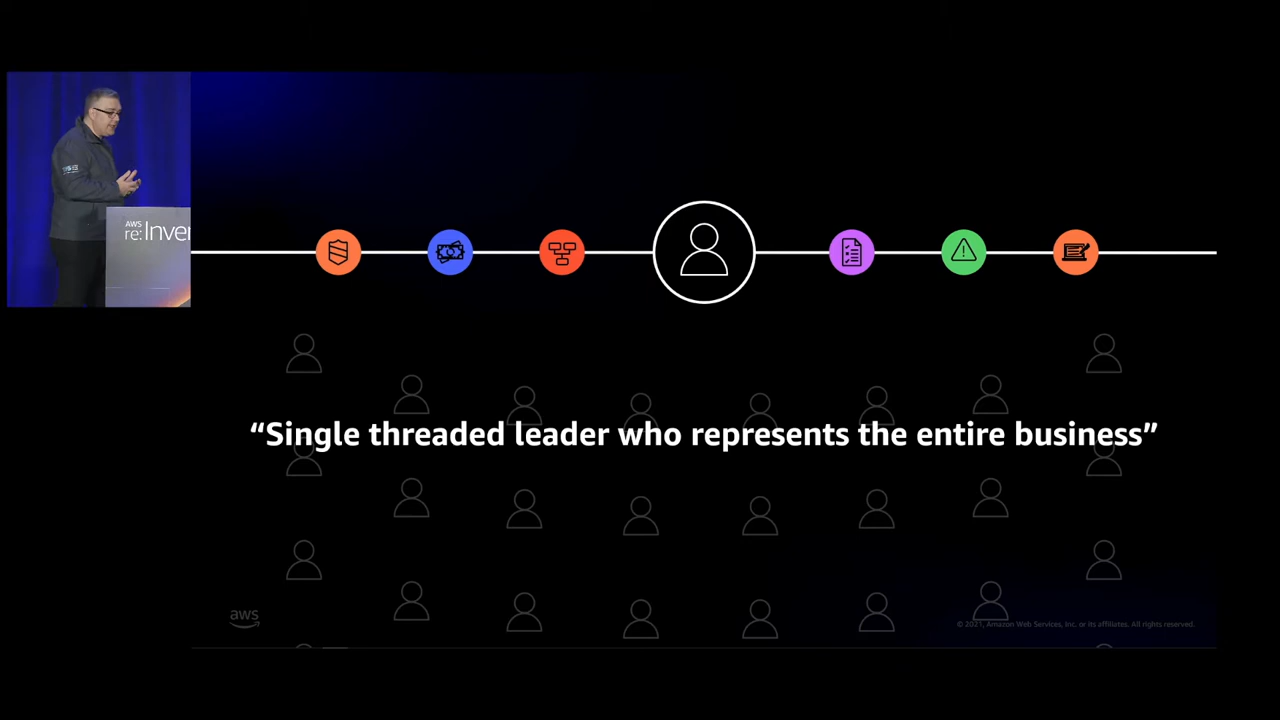 AWS
re:Inve
“Single threaded leader who represents the entire business”
aws
© 2021, Amazon Web Services, Inc. or its affiliates. All rights reserved.